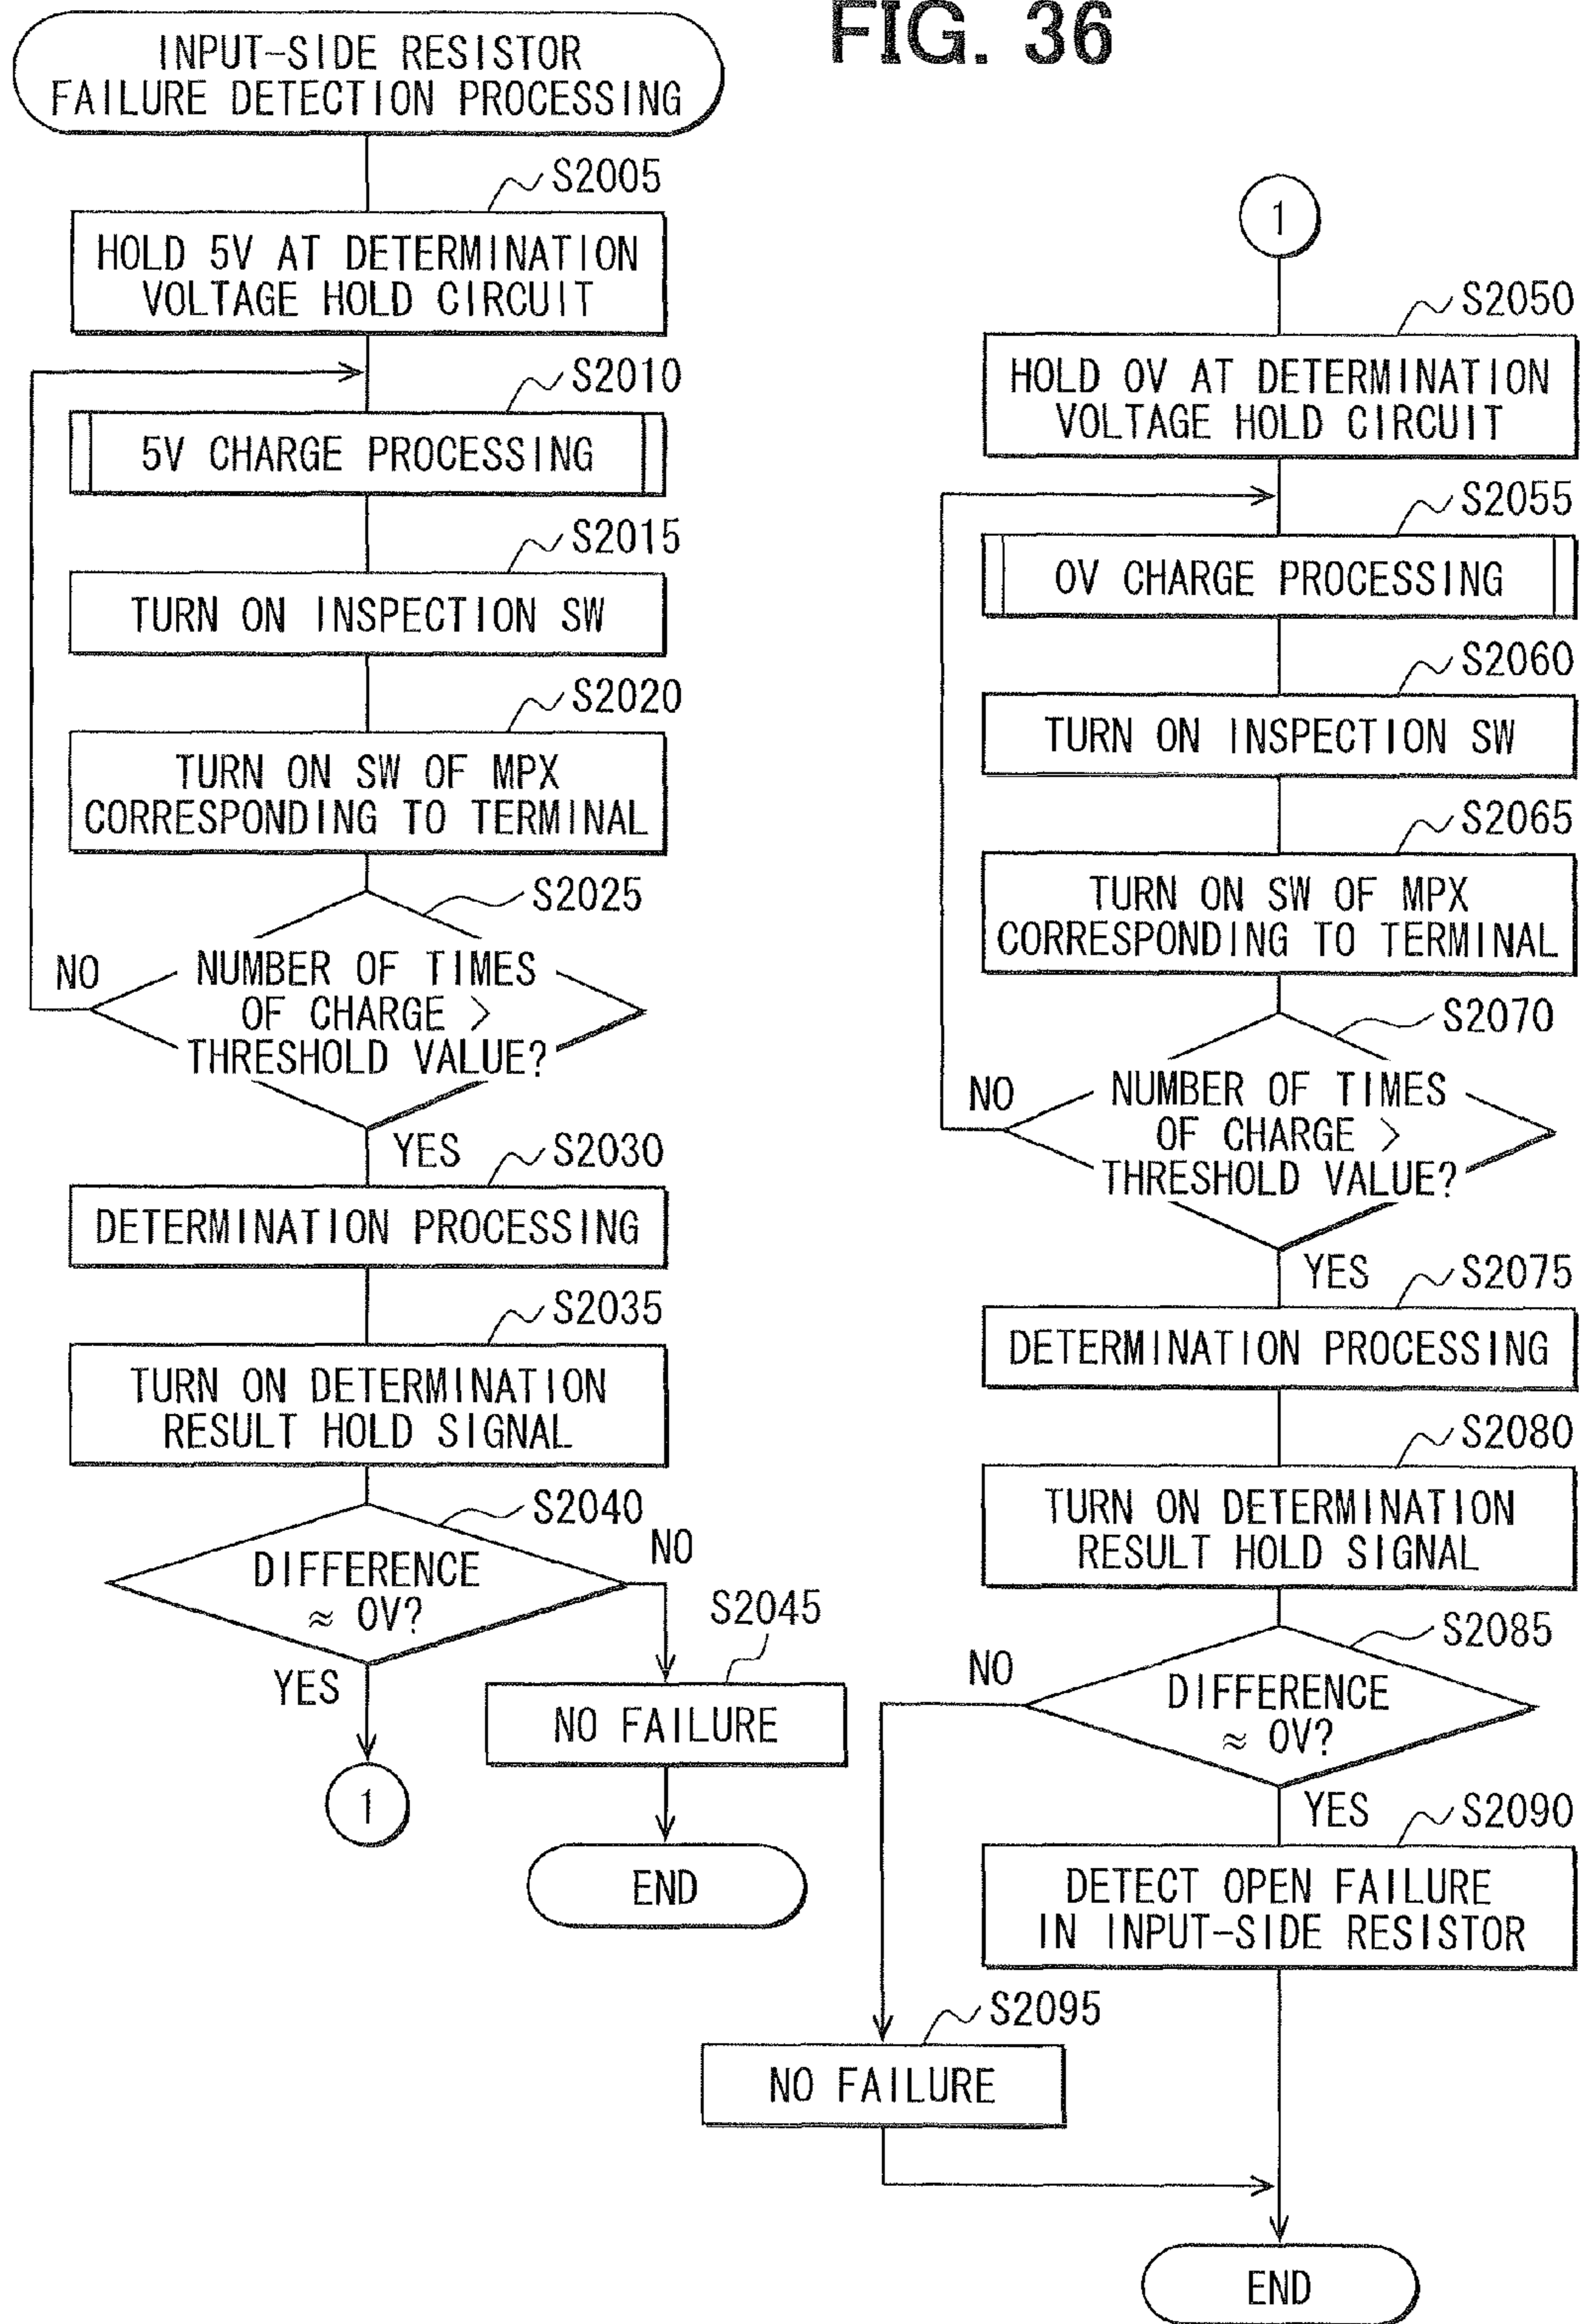 FIG. 36
INPUT-SIDE RESISTOR
FAILURE DETECTION PROCESSING
S2005
HOLD 5V AT DETERMINATION
VOLTAGE HOLD CIRCUIT
S2010
5V CHARGE PROCESSING
S2015
TURN ON INSPECTION SW
S2020
TURN ON SW OF MPX
CORRESPONDING TO TERMINAL
S2025
NO
NUMBER OF TIMES
OF CHARGE >
THRESHOLD VALUE?
YES
S2030
DETERMINATION PROCESSING
S2035
TURN ON DETERMINATION
RESULT HOLD SIGNAL
S2040
NO
DIFFERENCE
≈ 0V?
YES
S2045
NO FAILURE
1
END
1
S2050
HOLD 0V AT DETERMINATION
VOLTAGE HOLD CIRCUIT
S2055
0V CHARGE PROCESSING
S2060
TURN ON INSPECTION SW
S2065
TURN ON SW OF MPX
CORRESPONDING TO TERMINAL
S2070
NO
NUMBER OF TIMES
OF CHARGE >
THRESHOLD VALUE?
YES
S2075
DETERMINATION PROCESSING
S2080
TURN ON DETERMINATION
RESULT HOLD SIGNAL
S2085
NO
DIFFERENCE
≈ 0V?
YES
S2090
DETECT OPEN FAILURE
IN INPUT-SIDE RESISTOR
S2095
NO FAILURE
END